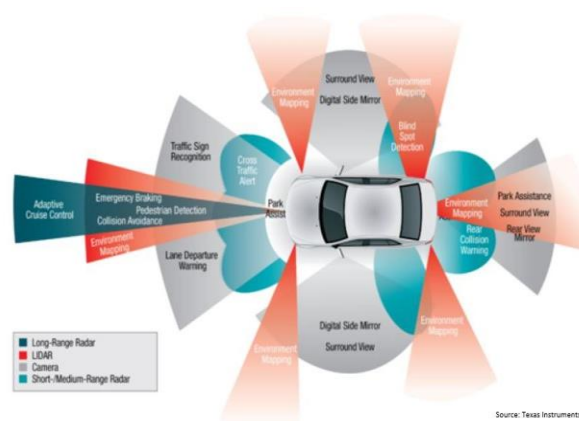 Environment
Mapping
Surround View
Digital Side Mirror
Environment
Mapping
Blind
Spot
Detection
Traffic Sign
Recognition
Cross
Traffic
Alert
Adaptive
Cruise Control
Emergency Braking
Pedestrian Detection
Collision Avoidance
Environment
Mapping
Park
Assist
Lane Departure
Warning
Environment
Mapping
Rear
Collision
Warning
Park Assistance
Surround View
Rear View
Mirror
Environment
Mapping
Digital Side Mirror
Surround View
Environment
Mapping
Long-Range Radar
LIDAR
Camera
Short-/Medium-Range Radar
Source: Texas Instruments